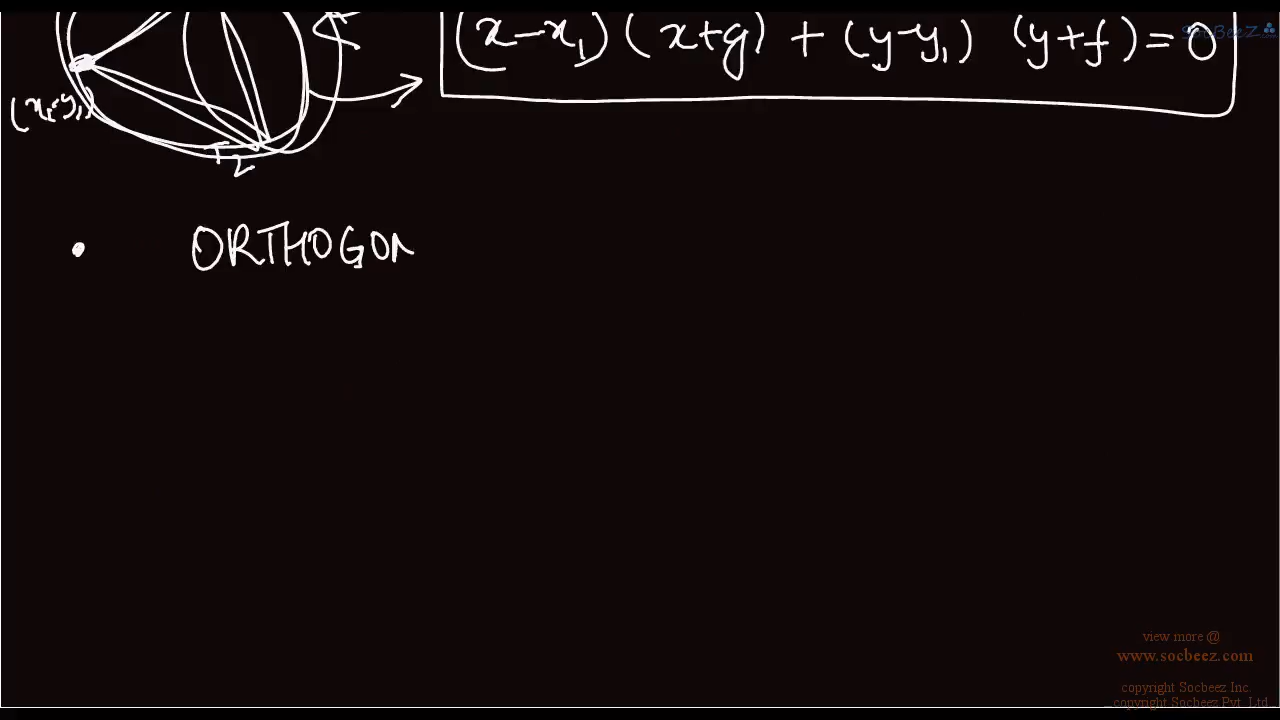 (x-x₁)(x+g) + (y-y₁) (y+f) = 0
SocBeeZ
(x₁, y₁)
T₂
• ORTHOGON
view more @
www.socbeez.com
copyright Socbeez Inc.
copyright Socbeez Pvt. Ltd.